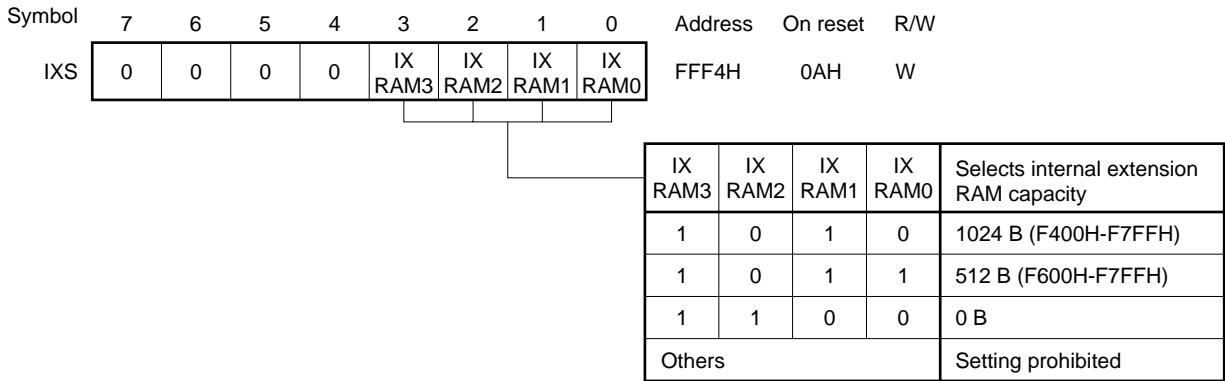 Symbol 7 6 5 4 3 2 1 0 Address On reset R/W
IXS 0 0 0 0 IX RAM3 IX RAM2 IX RAM1 IX RAM0 FFF4H 0AH W
IX RAM3 IX RAM2 IX RAM1 IX RAM0 Selects internal extension RAM capacity
1 0 1 0 1024 B (F400H-F7FFH)
1 0 1 1 512 B (F600H-F7FFH)
1 1 0 0 0 B
Others Setting prohibited